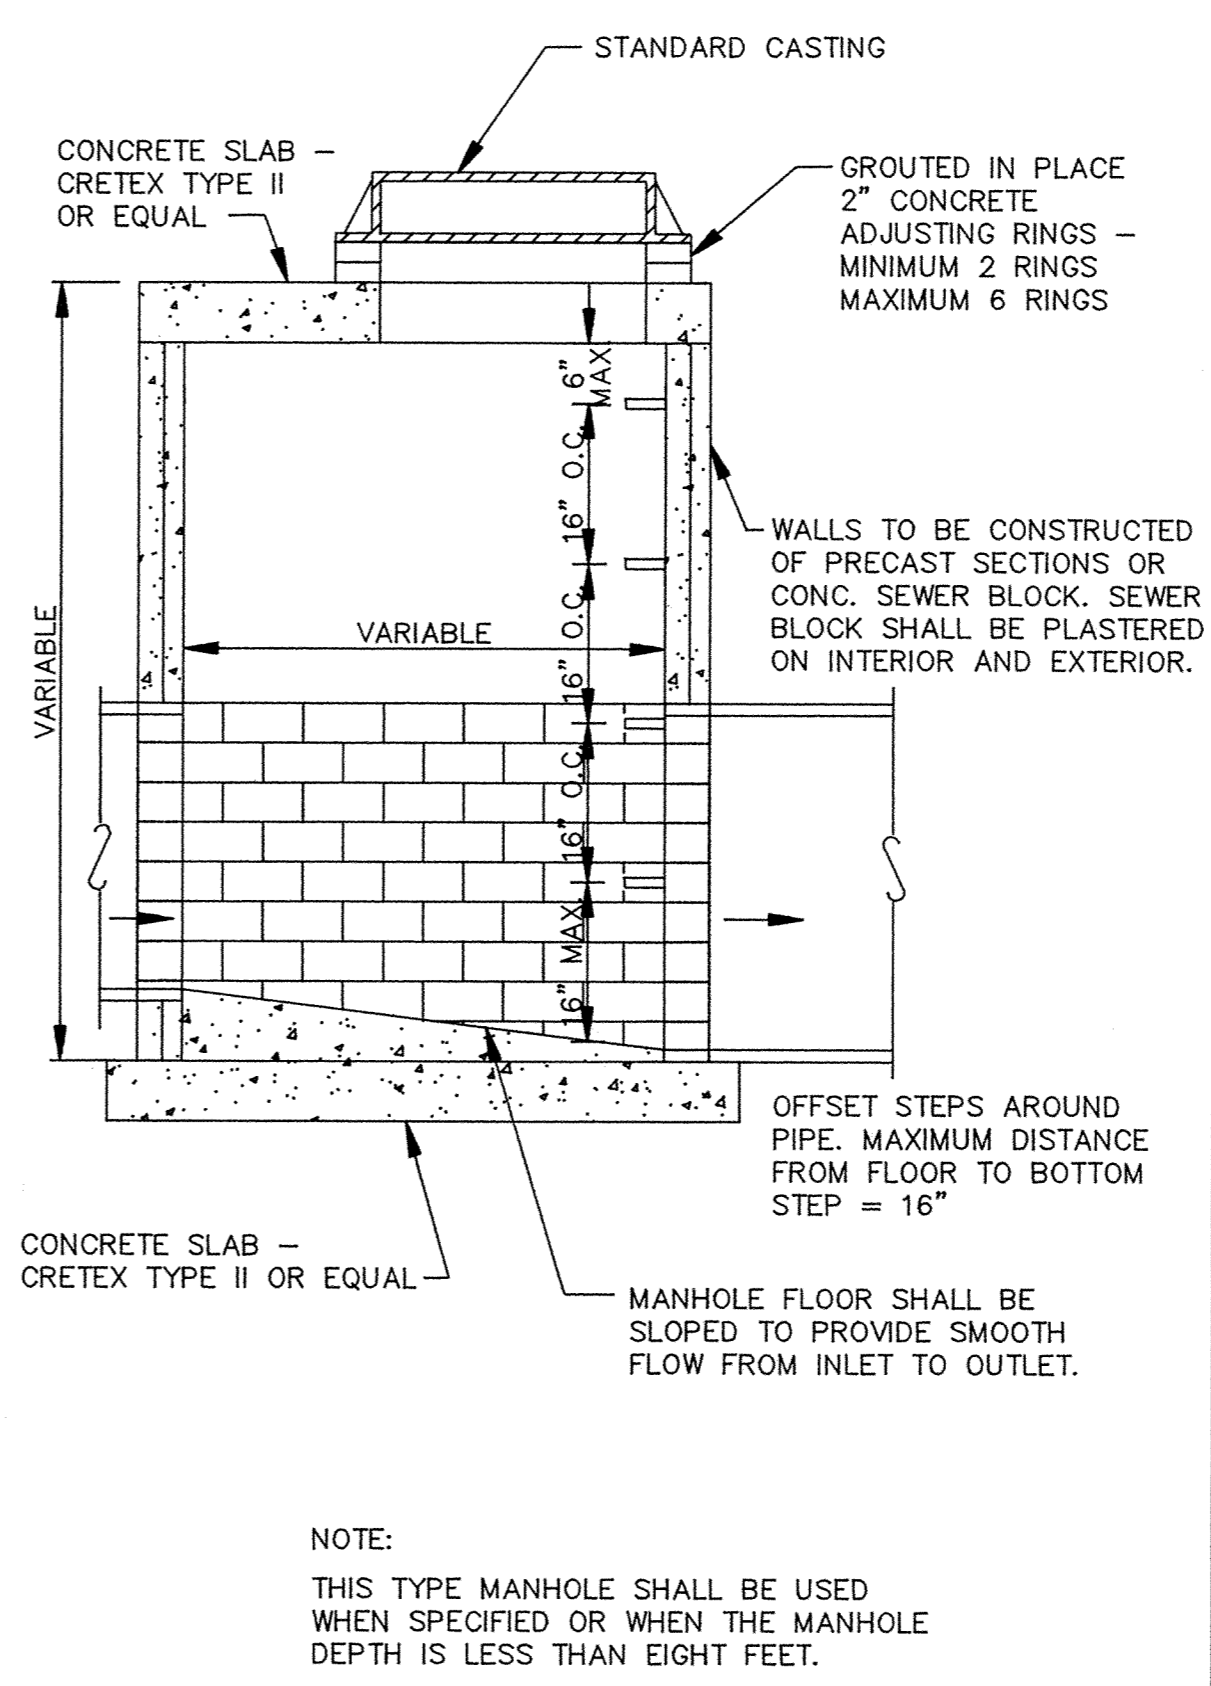 STANDARD CASTING
CONCRETE SLAB –
CRETEX TYPE II
OR EQUAL
GROUTED IN PLACE
2" CONCRETE
ADJUSTING RINGS –
MINIMUM 2 RINGS
MAXIMUM 6 RINGS
6"
MAX.
16" O.C.
16" O.C.
16" O.C.
16" MAX.
WALLS TO BE CONSTRUCTED
OF PRECAST SECTIONS OR
CONC. SEWER BLOCK. SEWER
BLOCK SHALL BE PLASTERED
ON INTERIOR AND EXTERIOR.
VARIABLE
VARIABLE
OFFSET STEPS AROUND
PIPE. MAXIMUM DISTANCE
FROM FLOOR TO BOTTOM
STEP = 16"
CONCRETE SLAB –
CRETEX TYPE II OR EQUAL
MANHOLE FLOOR SHALL BE
SLOPED TO PROVIDE SMOOTH
FLOW FROM INLET TO OUTLET.
NOTE:
THIS TYPE MANHOLE SHALL BE USED
WHEN SPECIFIED OR WHEN THE MANHOLE
DEPTH IS LESS THAN EIGHT FEET.